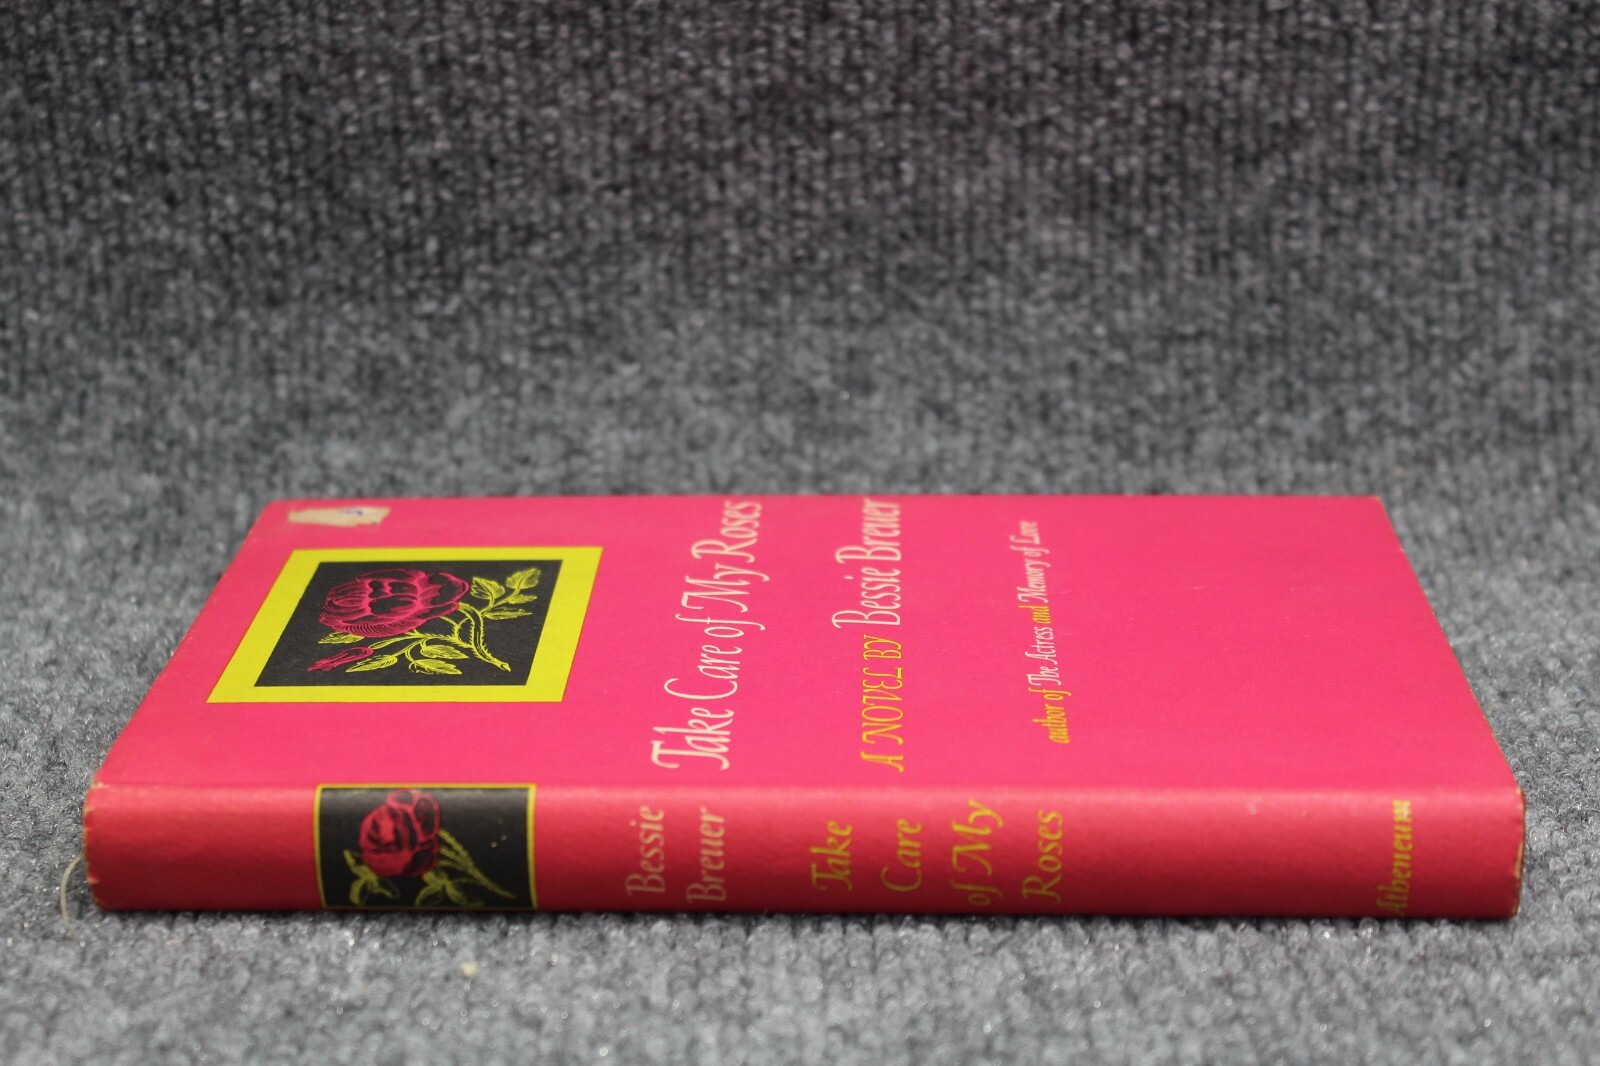 Take Care of My Roses
A NOVEL BY Bessie Breuer
author of The Actress and Memory of Love
Bessie
Breuer
Take
Care
of My
Roses
Atheneum